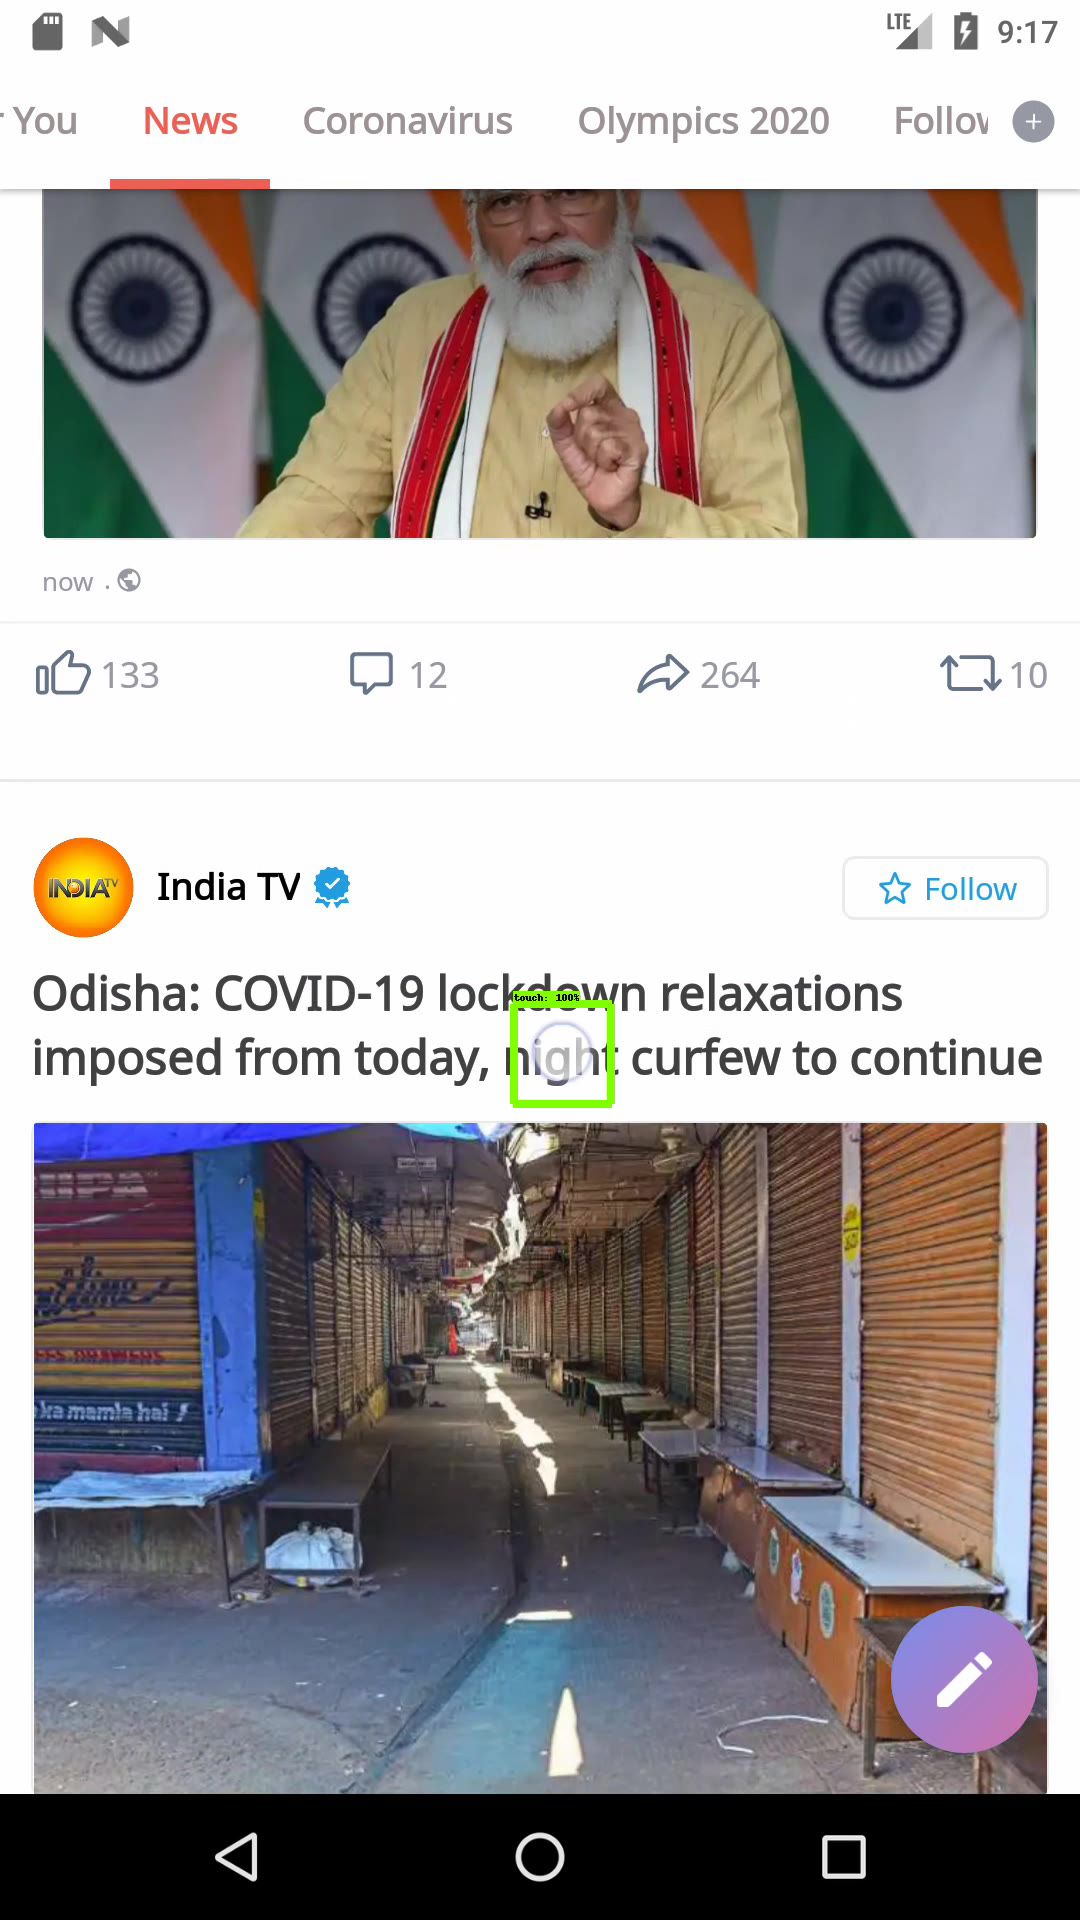 LTE 9:17
r You News Coronavirus Olympics 2020 Follow
now .
133 12 264 10
INDIA TV India TV Follow
Odisha: COVID-19 lockdown relaxations
touch: 100%
imposed from today, night curfew to continue
ka mamla hai !